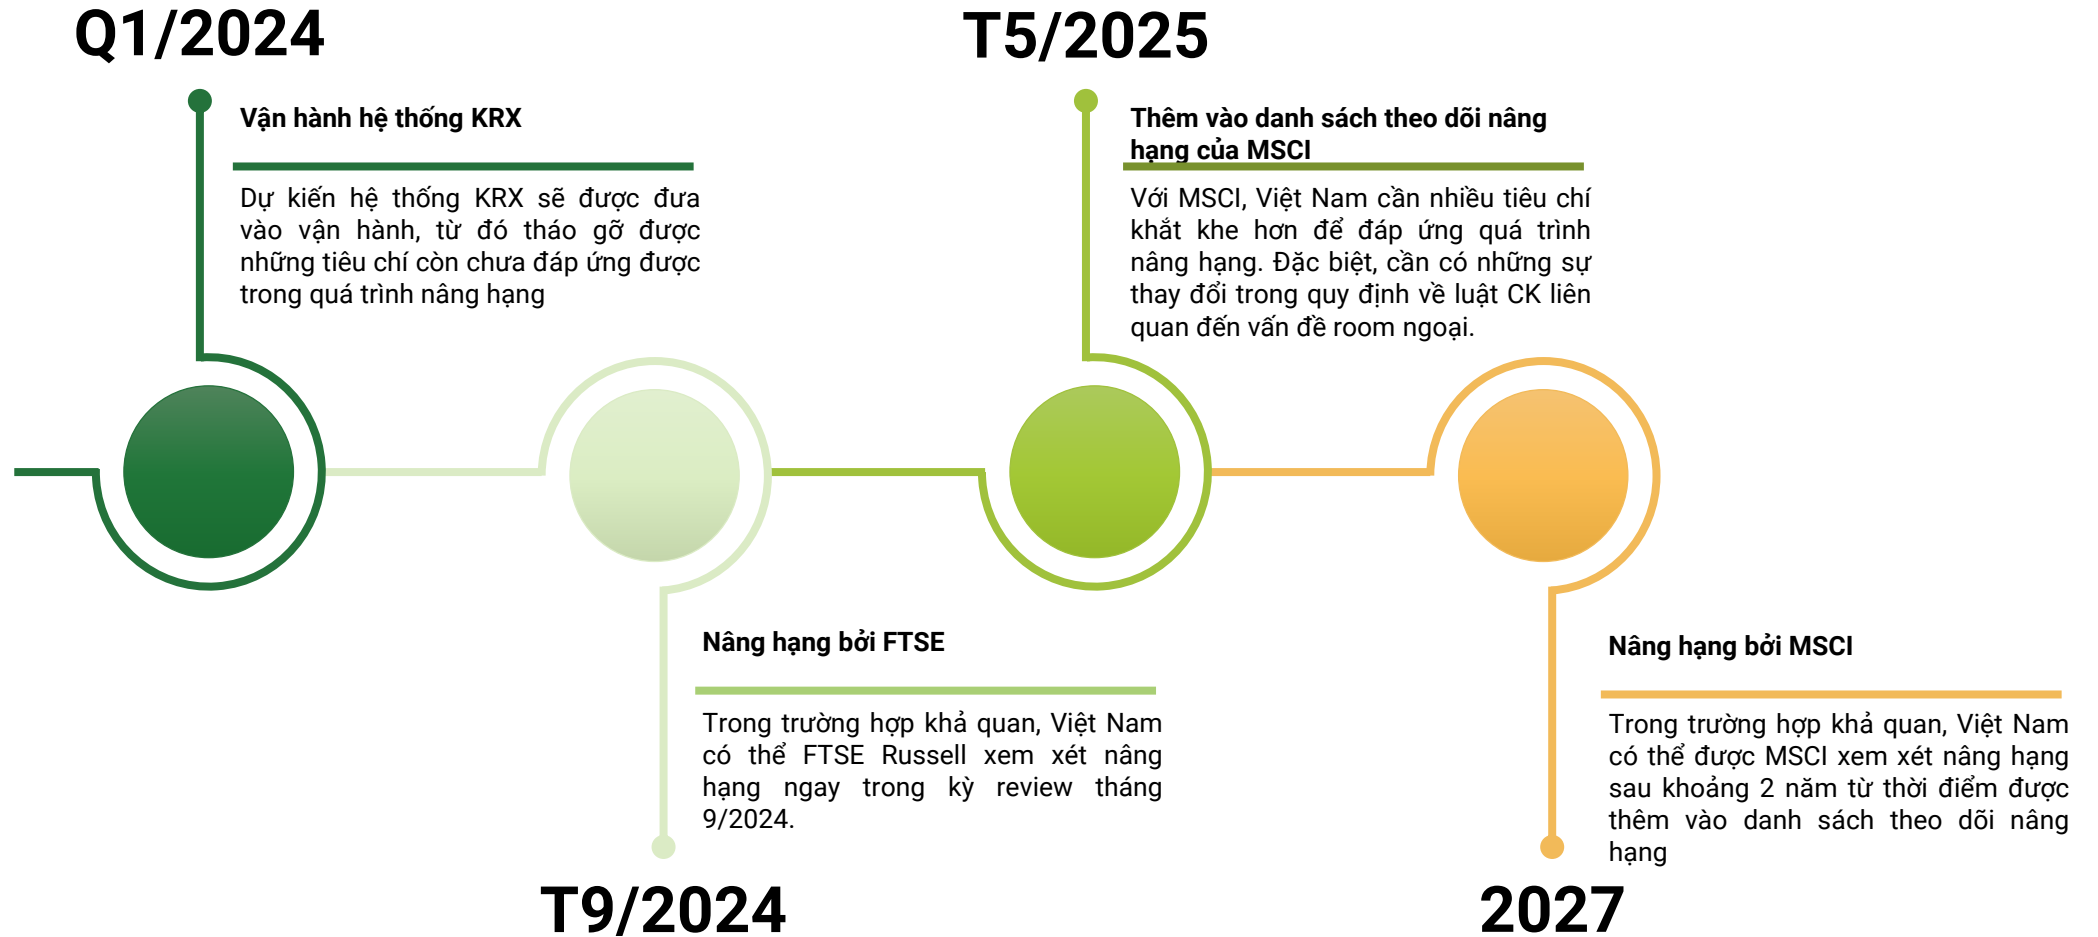 Q1/2024
Vận hành hệ thống KRX
Dự kiến hệ thống KRX sẽ được đưa
vào vận hành, từ đó tháo gỡ được
những tiêu chí còn chưa đáp ứng được
trong quá trình nâng hạng
T5/2025
Thêm vào danh sách theo dõi nâng
hạng của MSCI
Với MSCI, Việt Nam cần nhiều tiêu chí
khắt khe hơn để đáp ứng quá trình
nâng hạng. Đặc biệt, cần có những sự
thay đổi trong quy định về luật CK liên
quan đến vấn đề room ngoại.
Nâng hạng bởi FTSE
Trong trường hợp khả quan, Việt Nam
có thể FTSE Russell xem xét nâng
hạng ngay trong kỳ review tháng
9/2024.
T9/2024
Nâng hạng bởi MSCI
Trong trường hợp khả quan, Việt Nam
có thể được MSCI xem xét nâng hạng
sau khoảng 2 năm từ thời điểm được
thêm vào danh sách theo dõi nâng
hạng
2027